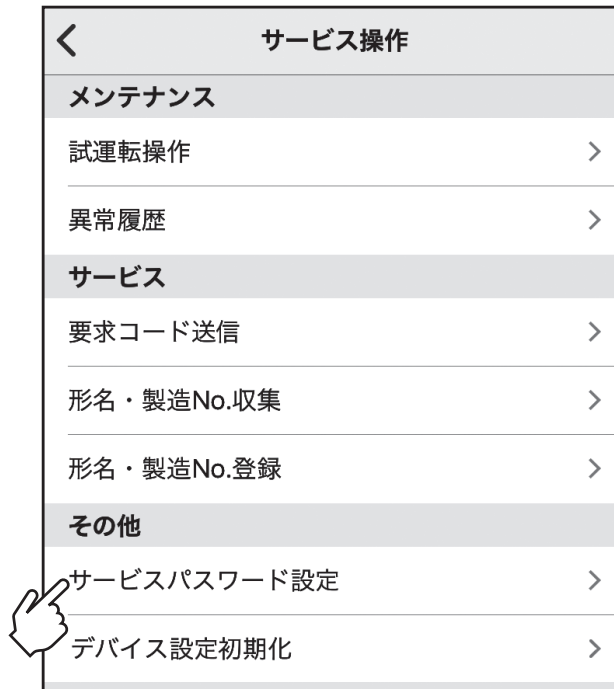 サービス操作
メンテナンス
試運転操作
異常履歴
サービス
要求コード送信
形名・製造No.収集
形名・製造No.登録
その他
サービスパスワード設定
デバイス設定初期化